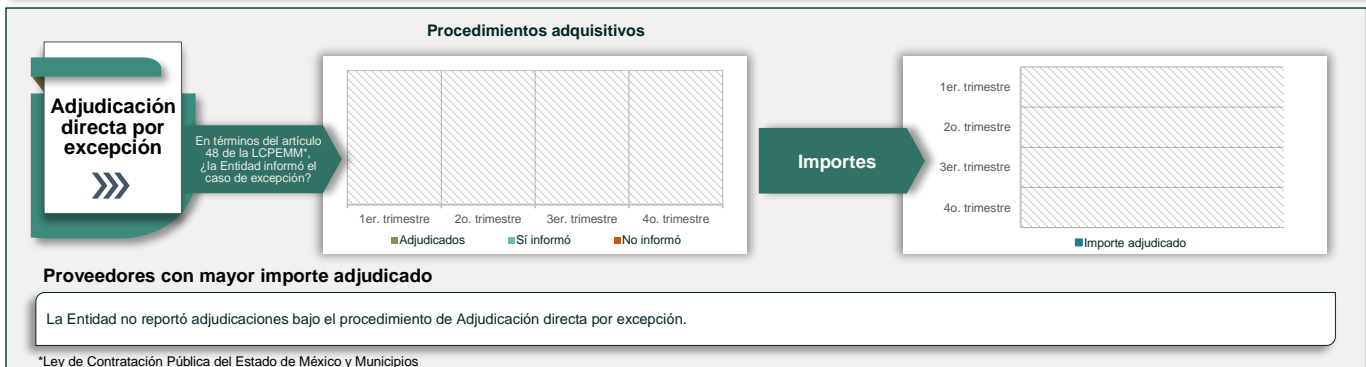 Procedimientos adquisitivos
Adjudicación
directa por
excepción
En términos del artículo
48 de la LCPEMM*,
¿la Entidad informó el
caso de excepción?
1er. trimestre
2o. trimestre
3er. trimestre
4o. trimestre
Adjudicados
Sí informó
No informó
Importes
1er. trimestre
2o. trimestre
3er. trimestre
4o. trimestre
Importe adjudicado
Proveedores con mayor importe adjudicado
La Entidad no reportó adjudicaciones bajo el procedimiento de Adjudicación directa por excepción.
*Ley de Contratación Pública del Estado de México y Municipios